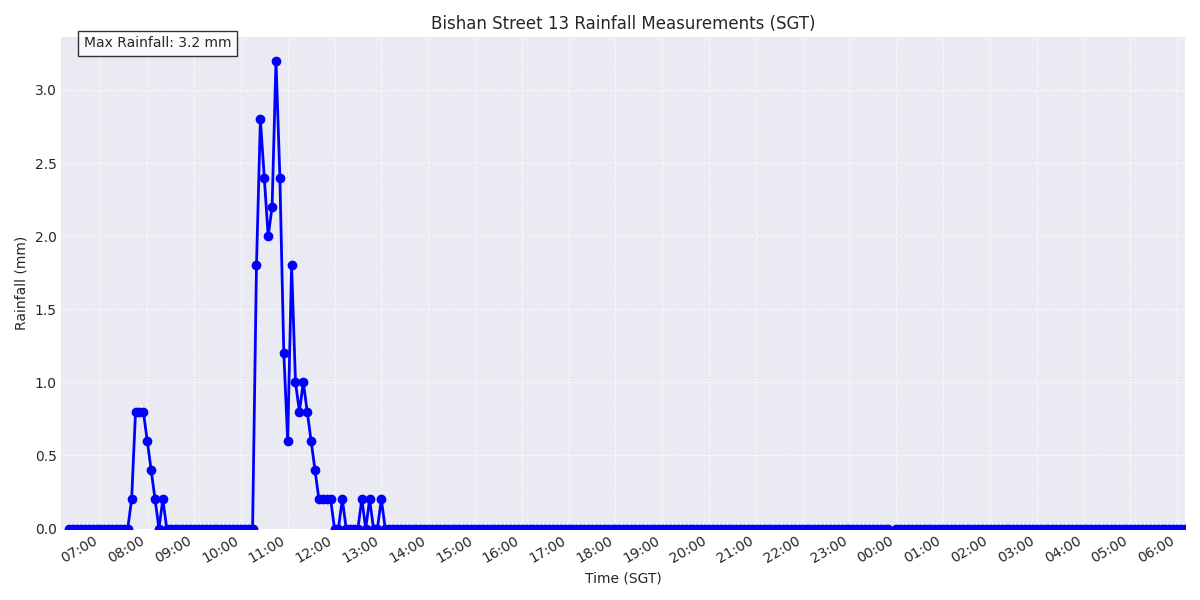 Bishan Street 13 Rainfall Measurements (SGT)
Max Rainfall: 3.2 mm
Rainfall (mm)
3.0
2.5
2.0
1.5
1.0
0.5
0.0
07:00 08:00 09:00 10:00 11:00 12:00 13:00 14:00 15:00 16:00 17:00 18:00 19:00 20:00 21:00 22:00 23:00 00:00 01:00 02:00 03:00 04:00 05:00 06:00
Time (SGT)